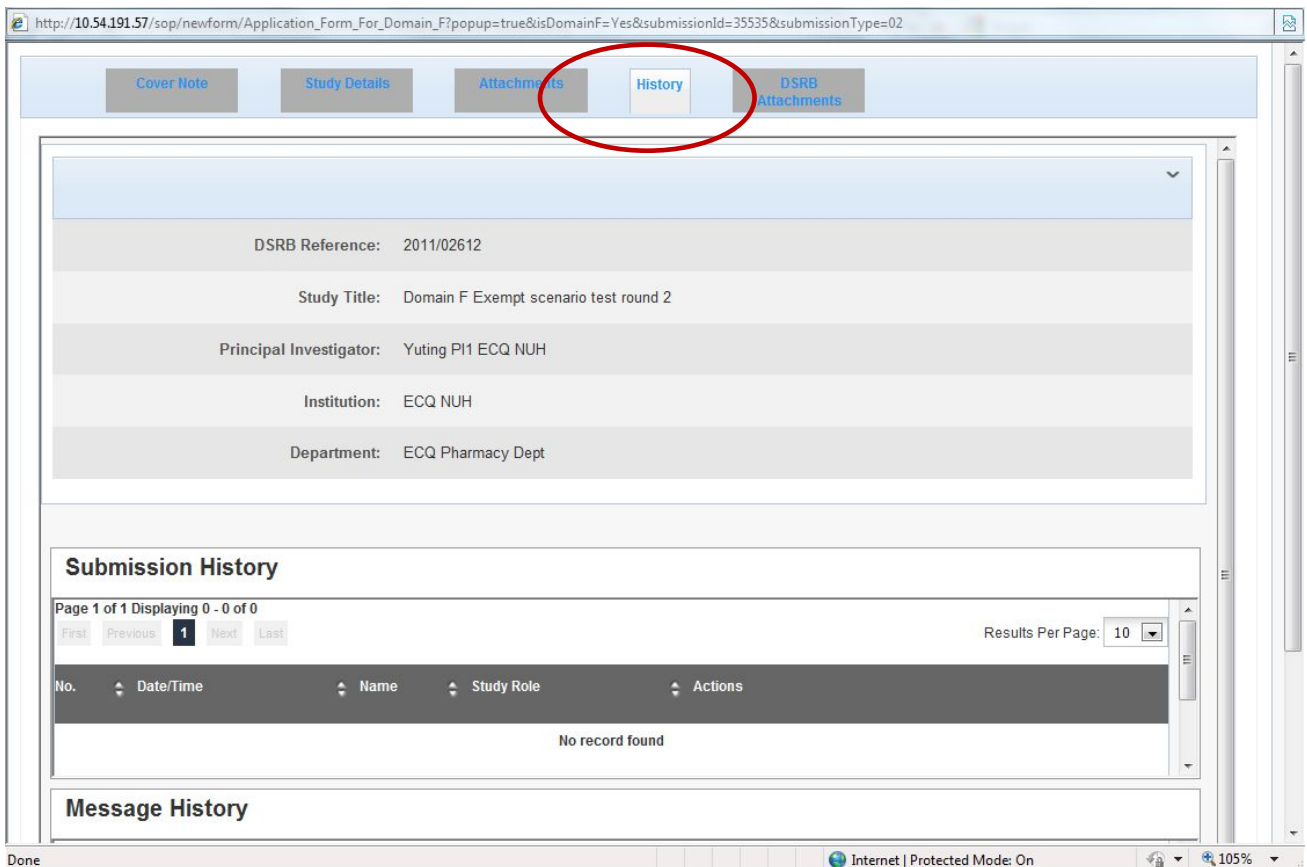 http://10.54.191.57/sop/newform/Application_Form_For_Domain_F?popup=true&isDomainF=Yes&submissionId=35535&submissionType=02
Cover Note Study Details Attachments History DSRB Attachments
DSRB Reference: 2011/02612
Study Title: Domain F Exempt scenario test round 2
Principal Investigator: Yuting PI1 ECQ NUH
Institution: ECQ NUH
Department: ECQ Pharmacy Dept
Submission History
Page 1 of 1 Displaying 0 - 0 of 0
First Previous 1 Next Last Results Per Page: 10
No. Date/Time Name Study Role Actions
No record found
Message History
Done Internet | Protected Mode: On 105%